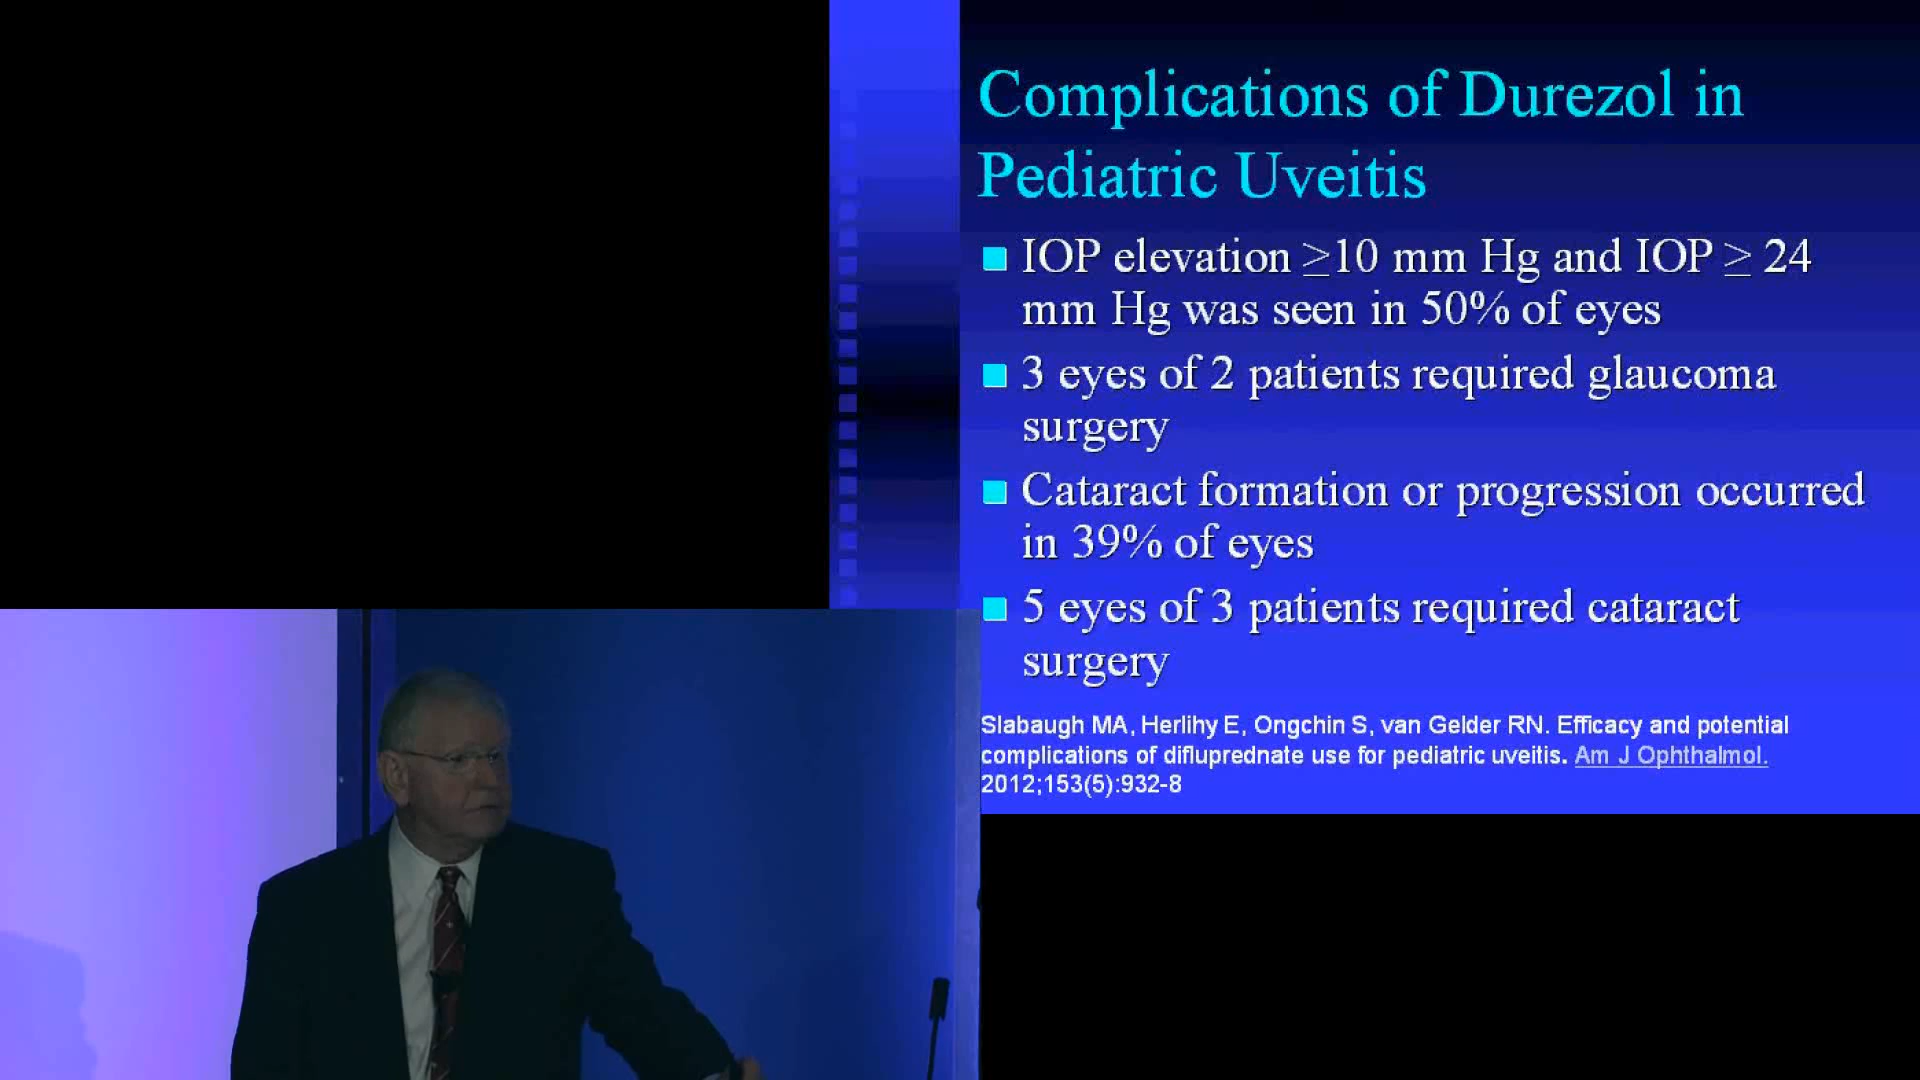 Complications of Durezol in
Pediatric Uveitis
IOP elevation ≥10 mm Hg and IOP ≥ 24
mm Hg was seen in 50% of eyes
3 eyes of 2 patients required glaucoma
surgery
Cataract formation or progression occurred
in 39% of eyes
5 eyes of 3 patients required cataract
surgery
Slabaugh MA, Herlihy E, Ongchin S, van Gelder RN. Efficacy and potential
complications of difluprednate use for pediatric uveitis. Am J Ophthalmol.
2012;153(5):932-8